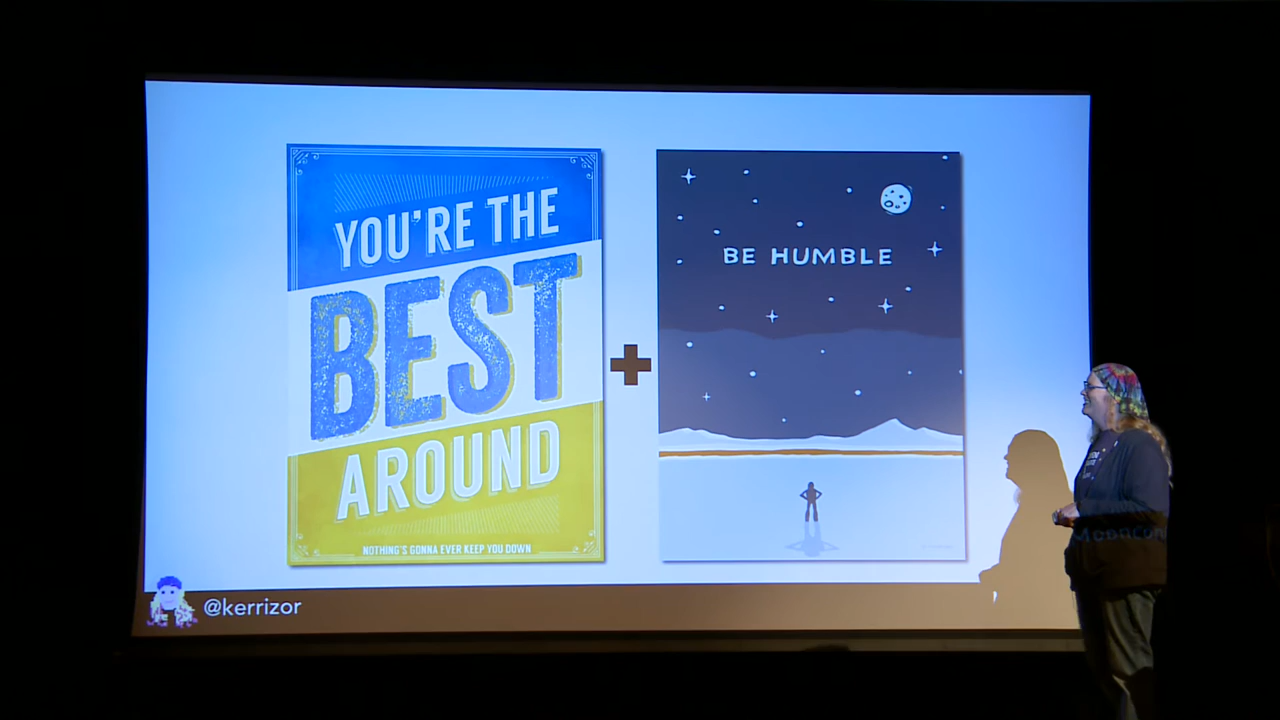 YOU'RE THE
BEST
AROUND
NOTHING'S GONNA EVER KEEP YOU DOWN
BE HUMBLE
@kerrizor